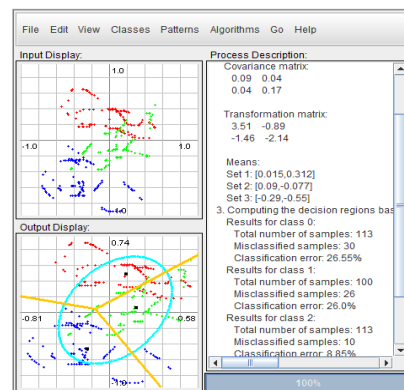 File Edit View Classes Patterns Algorithms Go Help
Input Display:
1.0
-1.0 1.0
-1.0
Output Display:
0.74
-0.81 0.58
-1.0
Process Description:
Covariance matrix:
0.09 0.04
0.04 0.17
Transformation matrix:
3.51 -0.89
-1.46 -2.14
Means:
Set 1: [0.015,0.312]
Set 2: [0.09,-0.077]
Set 3: [-0.29,-0.55]
3. Computing the decision regions bas
Results for class 0:
Total number of samples: 113
Misclassified samples: 30
Classification error: 26.55%
Results for class 1:
Total number of samples: 100
Misclassified samples: 26
Classification error: 26.0%
Results for class 2:
Total number of samples: 113
Misclassified samples: 10
Classification error: 8.85%
100%